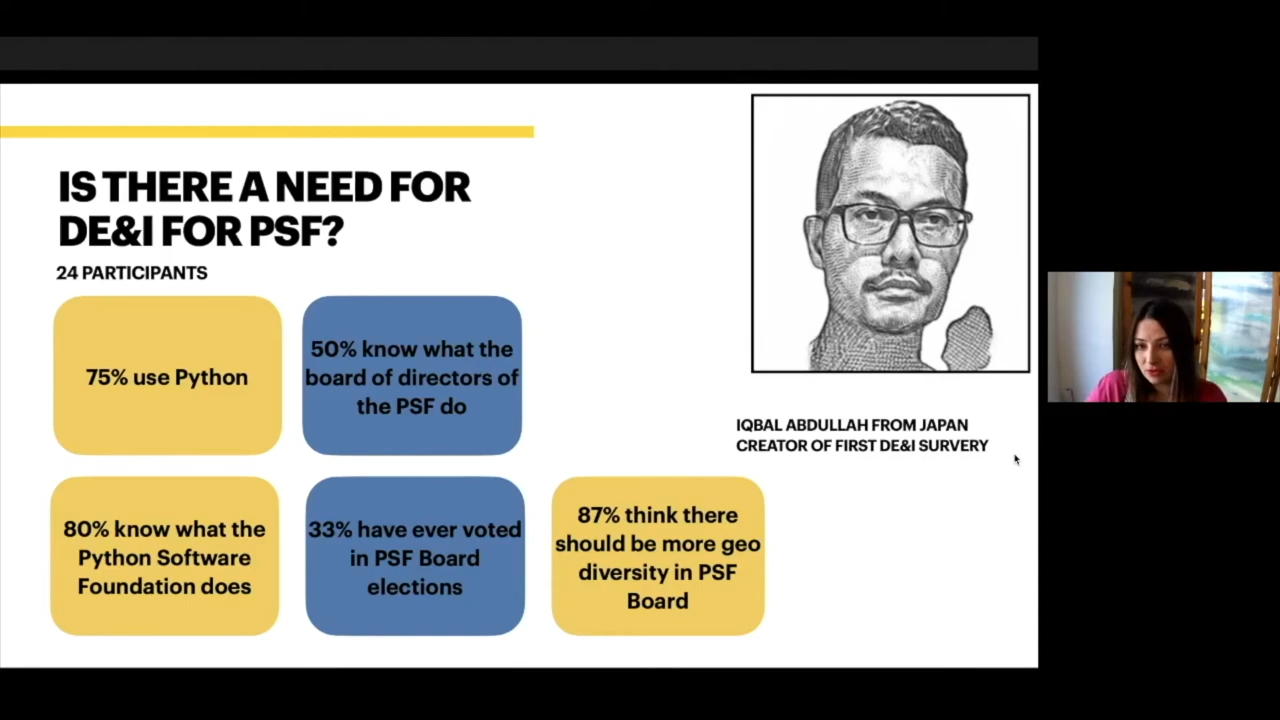 IS THERE A NEED FOR
DE&I FOR PSF?
24 PARTICIPANTS
75% use Python
50% know what the
board of directors of
the PSF do
80% know what the
Python Software
Foundation does
33% have ever voted
in PSF Board
elections
87% think there
should be more geo
diversity in PSF
Board
IQBAL ABDULLAH FROM JAPAN
CREATOR OF FIRST DE&I SURVERY